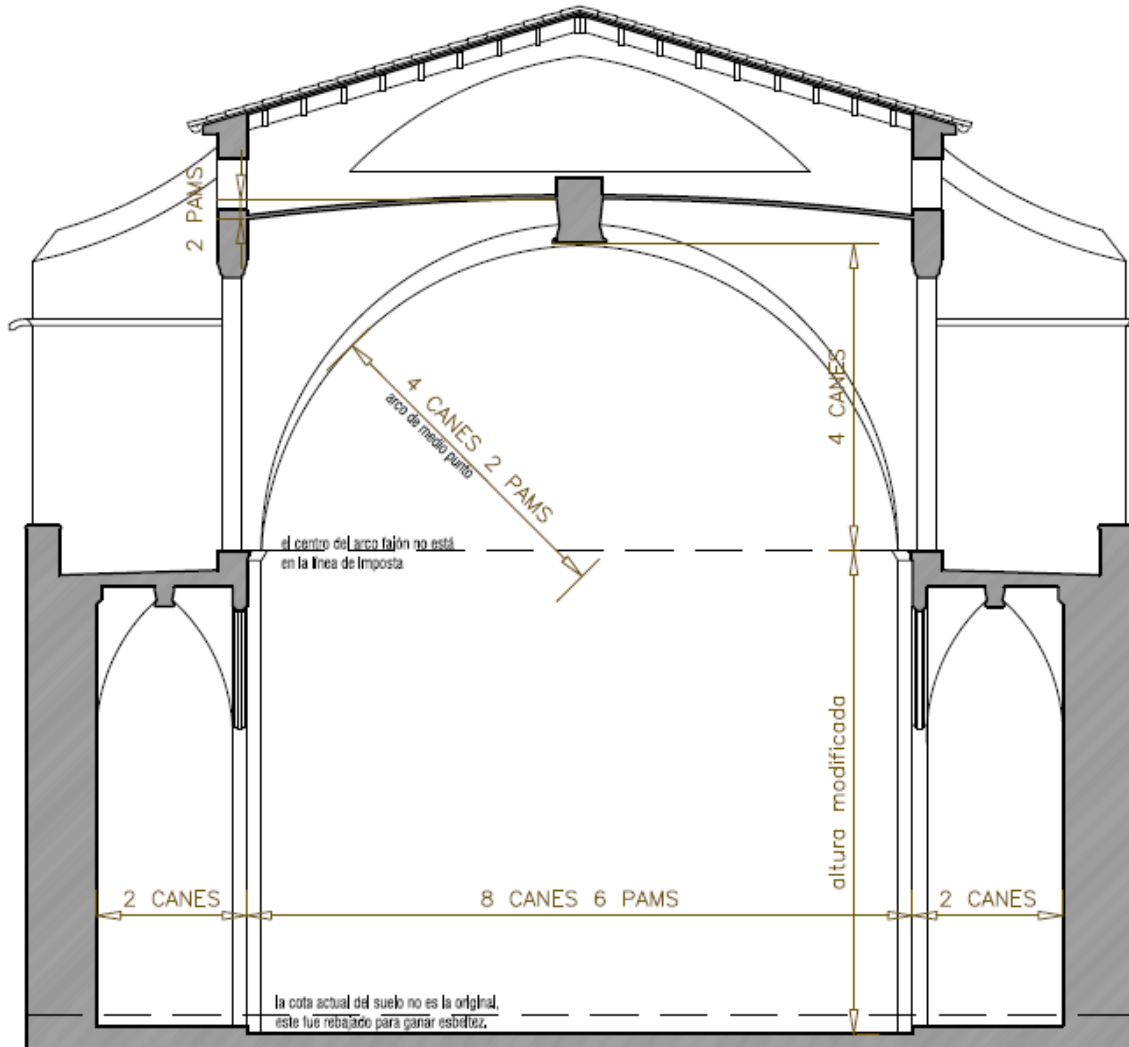 2 PAMS
4 CANES
4 CANES 2 PAMS
arco de medio punto
el centro del arco fajón no está
en la línea de imposta
altura modificada
2 CANES
8 CANES 6 PAMS
2 CANES
la cota actual del suelo no es la original,
este fue rebajado para ganar esbeltez.